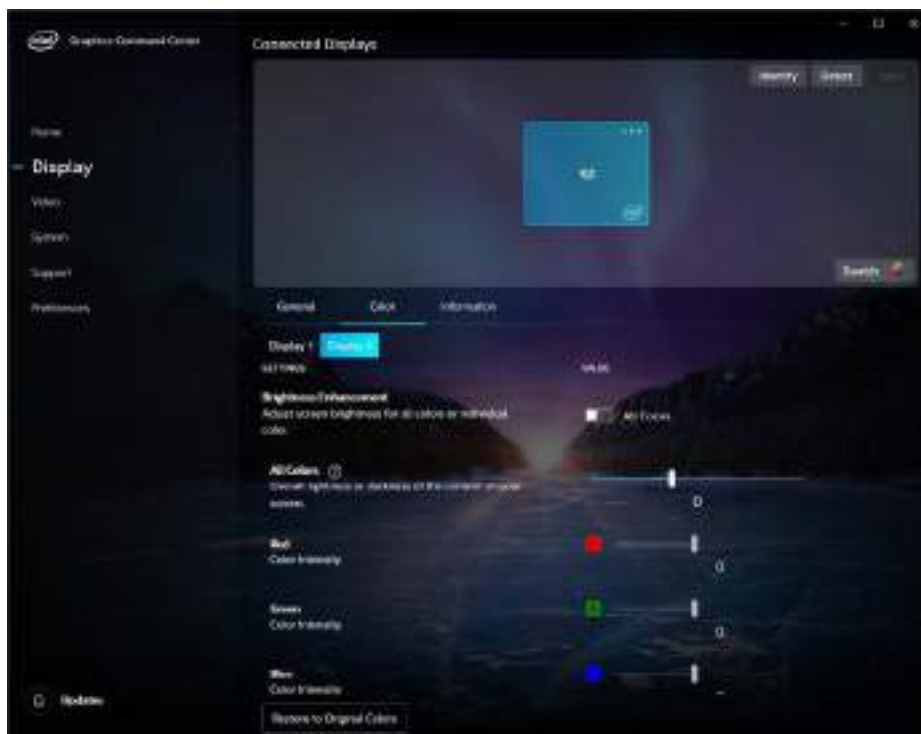 intel Graphics Command Center
Connected Displays
Identify Detect
Home
Display
Video
System
Support
Preferences
General Color Information
Display 1 Display
SETTINGS VALUE
Brightness Enhancement
Adjust screen brightness for all colors or individual
color.
All Colors
All Colors
Overall lightness or darkness of the content on your
screen.
0
Red
Color Intensity
0
Green
Color Intensity
0
Blue
Color Intensity
Updates
Restore to Original Colors